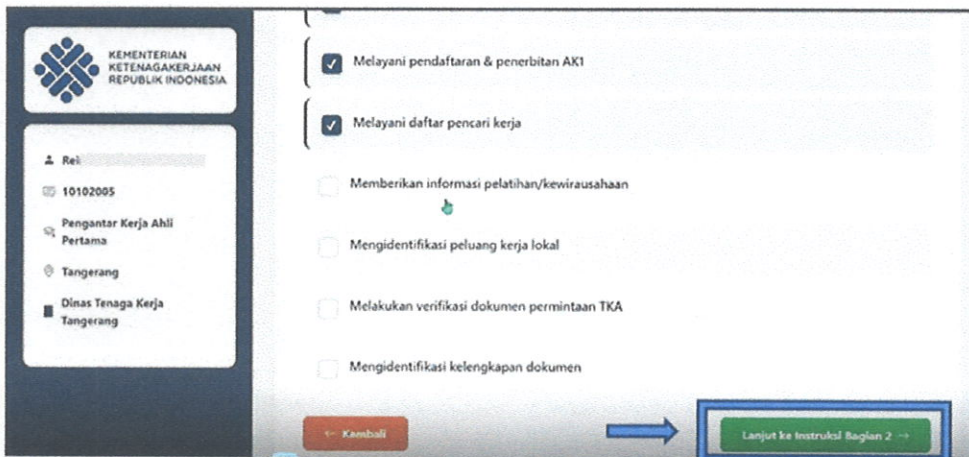 KEMENTERIAN
KETENAGAKERJAAN
REPUBLIK INDONESIA
Rei
10102005
Pengantar Kerja Ahli
Pertama
Tangerang
Dinas Tenaga Kerja
Tangerang
Melayani pendaftaran & penerbitan AK1
Melayani daftar pencari kerja
Memberikan informasi pelatihan/kewirausahaan
Mengidentifikasi peluang kerja lokal
Melakukan verifikasi dokumen permintaan TKA
Mengidentifikasi kelengkapan dokumen
← Kembali
Lanjut ke Instruksi Bagian 2 →